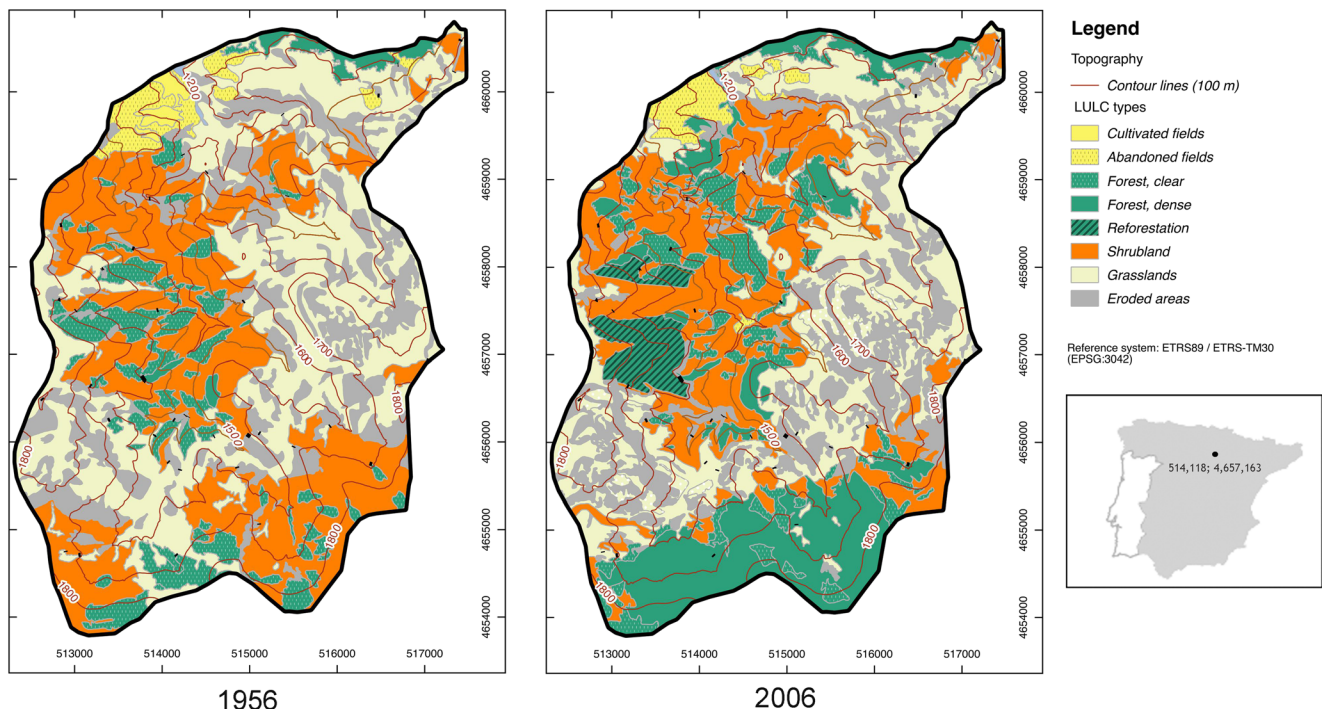 1200
1700
1600
1800
1500
1800
1800
1800
4660000
4659000
4658000
4657000
4656000
4655000
4654000
513000 514000 515000 516000 517000
1956
1200
1700
1600
1800
1500
1800
1800
1800
4660000
4659000
4658000
4657000
4656000
4655000
4654000
513000 514000 515000 516000 517000
2006
Legend
Topography
Contour lines (100 m)
LULC types
Cultivated fields
Abandoned fields
Forest, clear
Forest, dense
Reforestation
Shrubland
Grasslands
Eroded areas
Reference system: ETRS89 / ETRS-TM30
(EPSG:3042)
514,118; 4,657,163